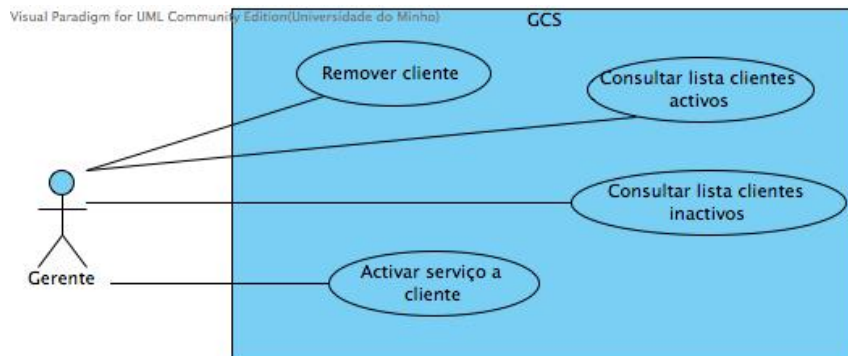 Visual Paradigm for UML Community Edition(Universidade do Minho)
GCS
Remover cliente
Consultar lista clientes
activos
Consultar lista clientes
inactivos
Activar serviço a
cliente
Gerente